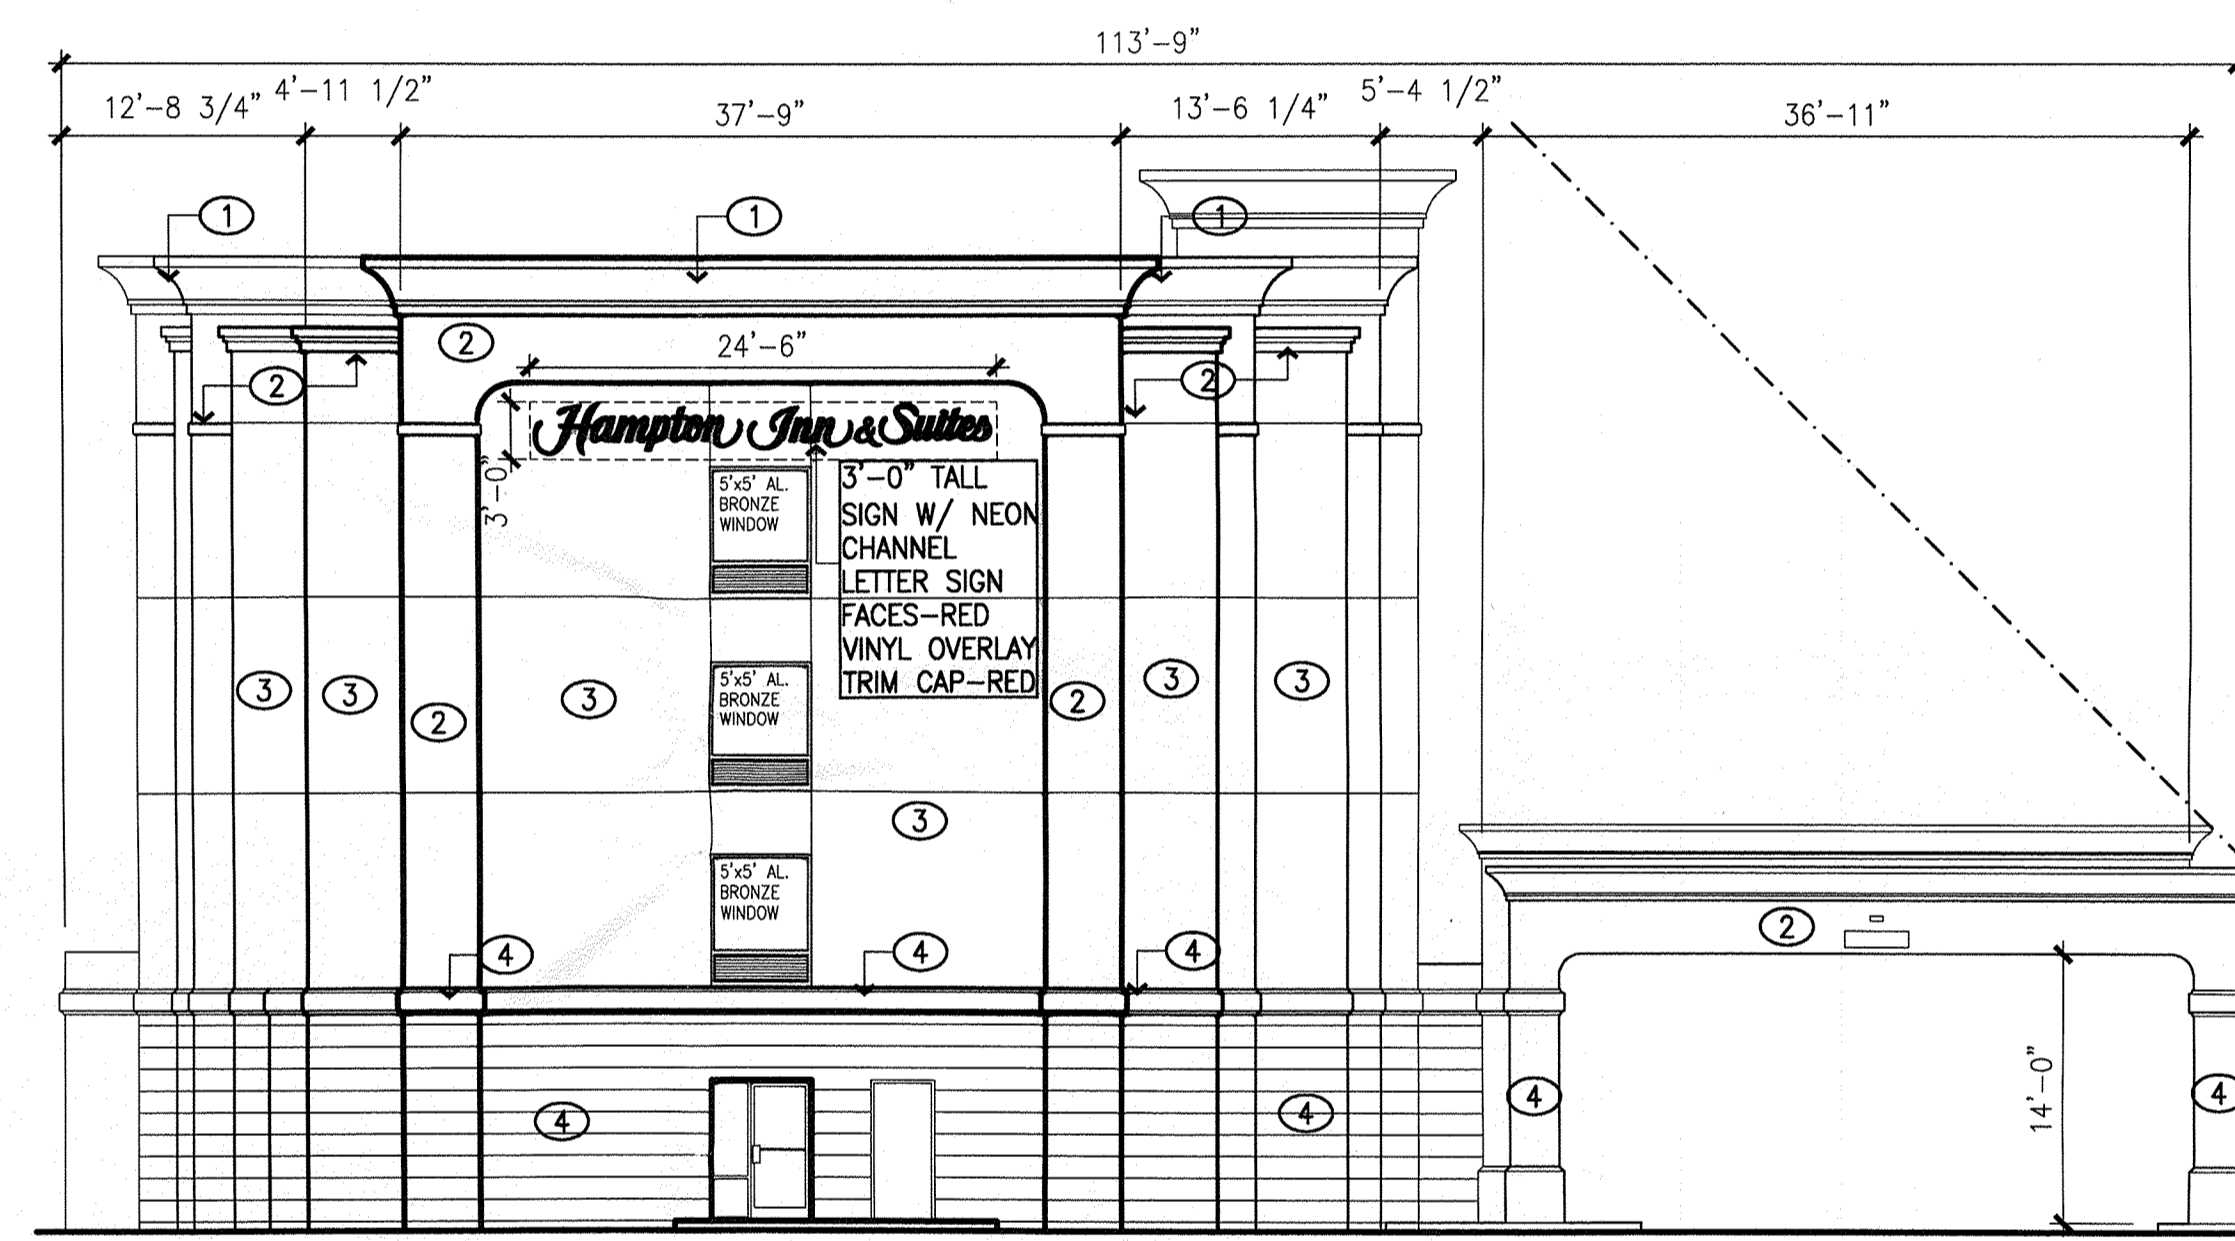 113'-9"
12'-8 3/4" 4'-11 1/2" 37'-9" 13'-6 1/4" 5'-4 1/2" 36'-11"
1 1 1
2
24'-6"
2 2
Hampton Inn & Suites
3'-0"
3'-0" TALL
SIGN W/ NEON
CHANNEL
LETTER SIGN
FACES-RED
VINYL OVERLAY
TRIM CAP-RED
5'x5' AL.
BRONZE
WINDOW
5'x5' AL.
BRONZE
WINDOW
3 3 2 3 2 3 3
3
5'x5' AL.
BRONZE
WINDOW
4 4 4 2
14'-0"
4 4 4 4